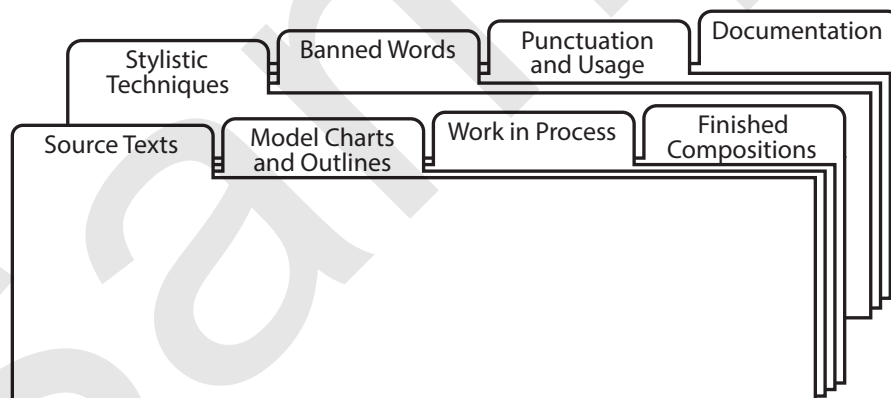 Stylistic
Techniques
Banned Words
Punctuation
and Usage
Documentation
Source Texts
Model Charts
and Outlines
Work in Process
Finished
Compositions